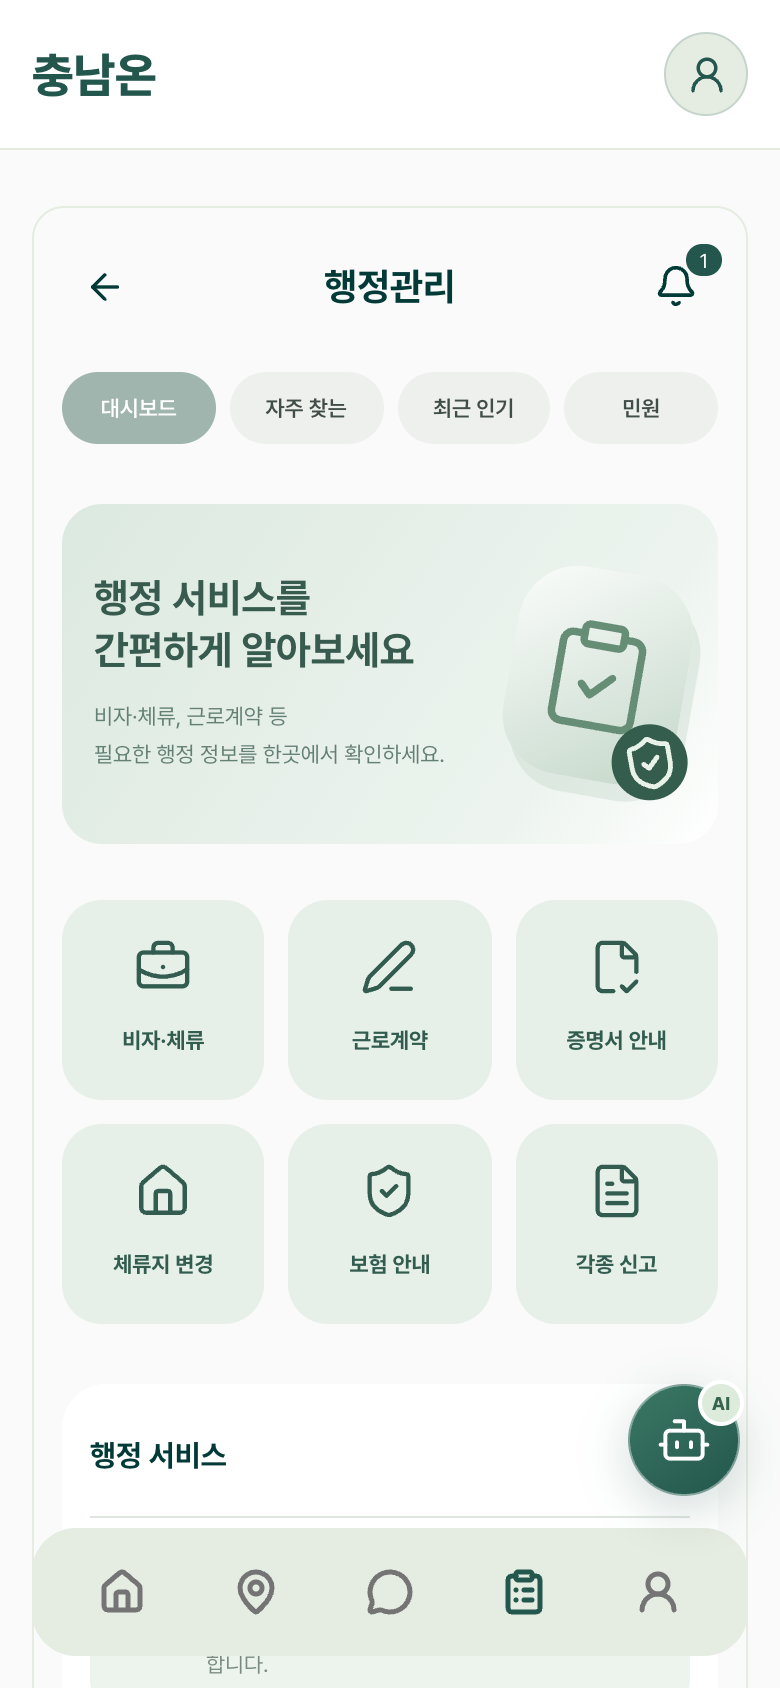 충남온
행정관리
1
대시보드
자주 찾는
최근 인기
민원
행정 서비스를
간편하게 알아보세요
비자·체류, 근로계약 등
필요한 행정 정보를 한곳에서 확인하세요.
비자·체류
근로계약
증명서 안내
체류지 변경
보험 안내
각종 신고
AI
행정 서비스
합니다.